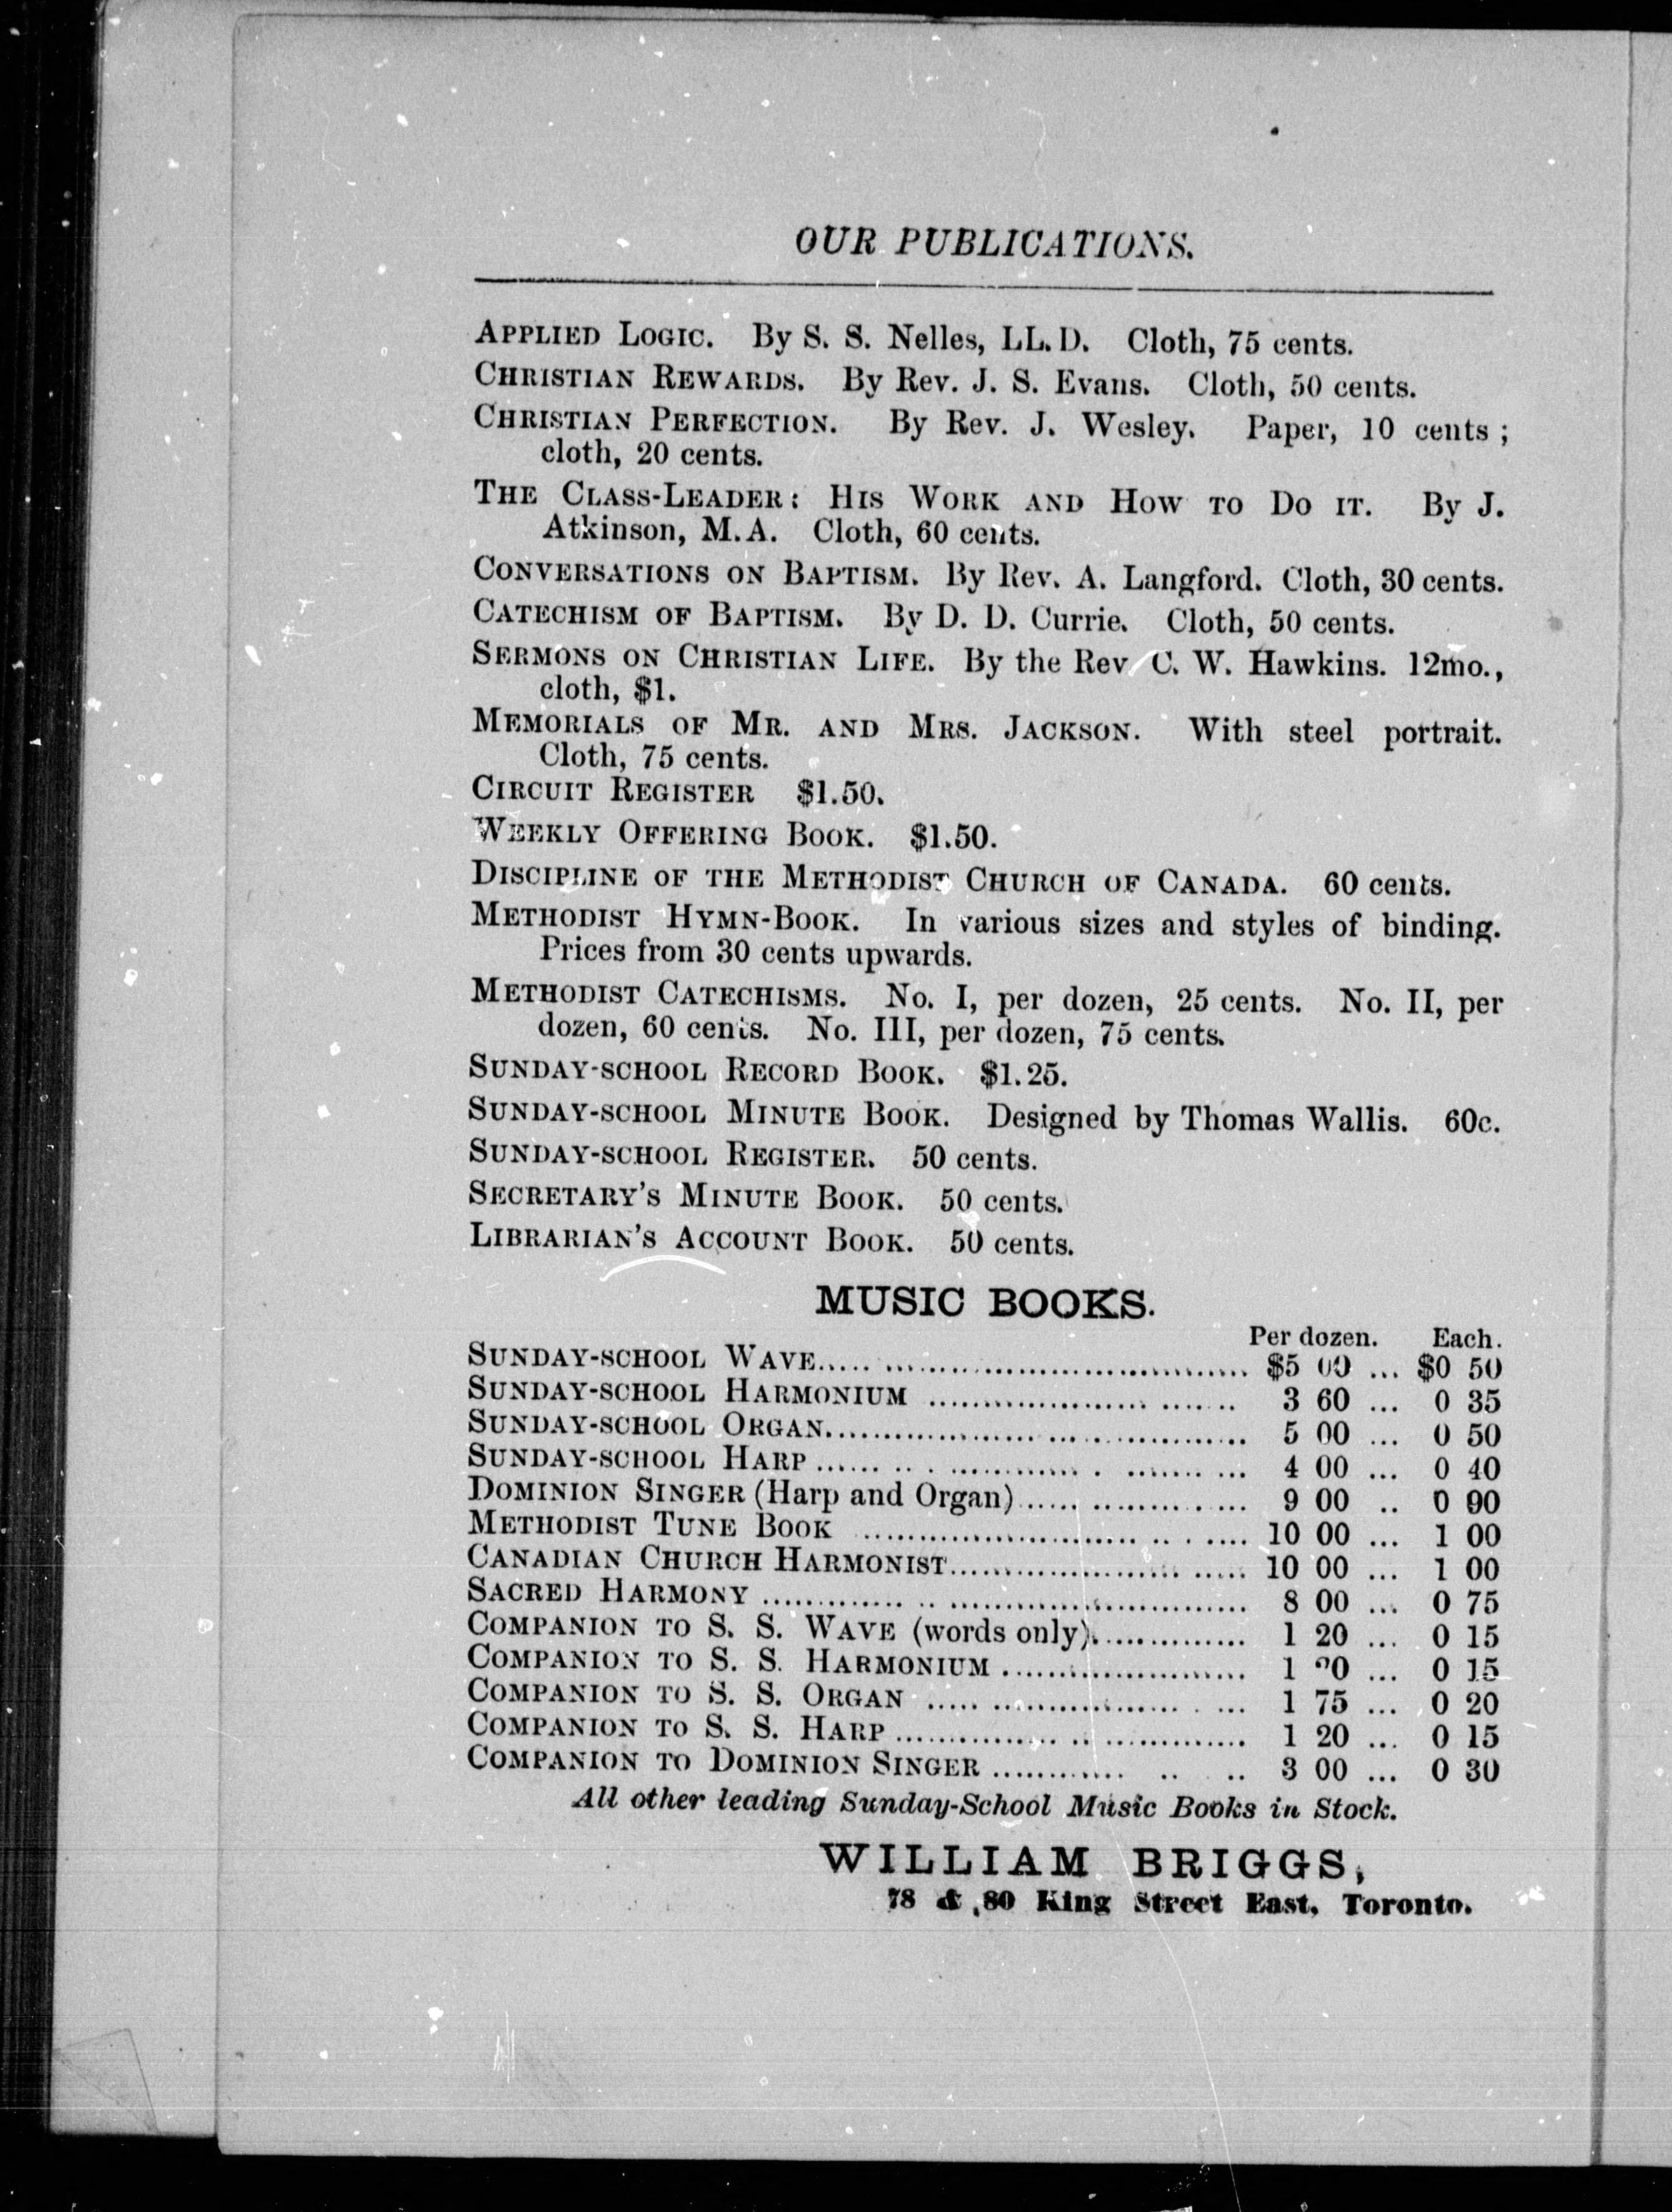 OUR PUBLICATIONS.
APPLIED LOGIC. By S. S. Nelles, LL.D. Cloth, 75 cents.
CHRISTIAN REWARDS. By Rev. J. S. Evans. Cloth, 50 cents.
CHRISTIAN PERFECTION. By Rev. J. Wesley. Paper, 10 cents ;
cloth, 20 cents.
THE CLASS-LEADER: HIS WORK AND HOW TO DO IT. By J.
Atkinson, M.A. Cloth, 60 cents.
CONVERSATIONS ON BAPTISM. By Rev. A. Langford. Cloth, 30 cents.
CATECHISM OF BAPTISM. By D. D. Currie. Cloth, 50 cents.
SERMONS ON CHRISTIAN LIFE. By the Rev. C. W. Hawkins. 12mo.,
cloth, $1.
MEMORIALS OF MR. AND MRS. JACKSON. With steel portrait.
Cloth, 75 cents.
CIRCUIT REGISTER $1.50.
WEEKLY OFFERING BOOK. $1.50.
DISCIPLINE OF THE METHODIST CHURCH OF CANADA. 60 cents.
METHODIST HYMN-BOOK. In various sizes and styles of binding.
Prices from 30 cents upwards.
METHODIST CATECHISMS. No. I, per dozen, 25 cents. No. II, per
dozen, 60 cents. No. III, per dozen, 75 cents.
SUNDAY-SCHOOL RECORD BOOK. $1.25.
SUNDAY-SCHOOL MINUTE BOOK. Designed by Thomas Wallis. 60c.
SUNDAY-SCHOOL REGISTER. 50 cents.
SECRETARY'S MINUTE BOOK. 50 cents.
LIBRARIAN'S ACCOUNT BOOK. 50 cents.
MUSIC BOOKS.
Per dozen. Each.
SUNDAY-SCHOOL WAVE........ $5 00 ... $0 50
SUNDAY-SCHOOL HARMONIUM ........ 3 60 ... 0 35
SUNDAY-SCHOOL ORGAN........ 5 00 ... 0 50
SUNDAY-SCHOOL HARP ........ 4 00 ... 0 40
DOMINION SINGER (Harp and Organ)........ 9 00 .. 0 90
METHODIST TUNE BOOK ........ 10 00 ... 1 00
CANADIAN CHURCH HARMONIST........ 10 00 ... 1 00
SACRED HARMONY ........ 8 00 ... 0 75
COMPANION TO S. S. WAVE (words only)........ 1 20 ... 0 15
COMPANION TO S. S. HARMONIUM ........ 1 ... 0 15
COMPANION TO S. S. ORGAN ........ 1 75 ... 0 20
COMPANION TO S. S. HARP ........ 1 20 ... 0 15
COMPANION TO DOMINION SINGER ........ 3 00 ... 0 30
All other leading Sunday-School Music Books in Stock.
WILLIAM BRIGGS,
78 & 80 King Street East, Toronto.